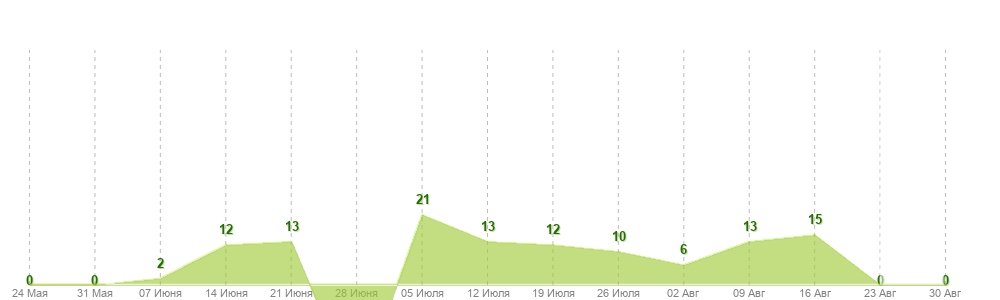 21
15
13
13
13
12
12
10
6
2
0
0
0
0
24 Мая
31 Мая
07 Июня
14 Июня
21 Июня
28 Июня
05 Июля
12 Июля
19 Июля
26 Июля
02 Авг
09 Авг
16 Авг
23 Авг
30 Авг